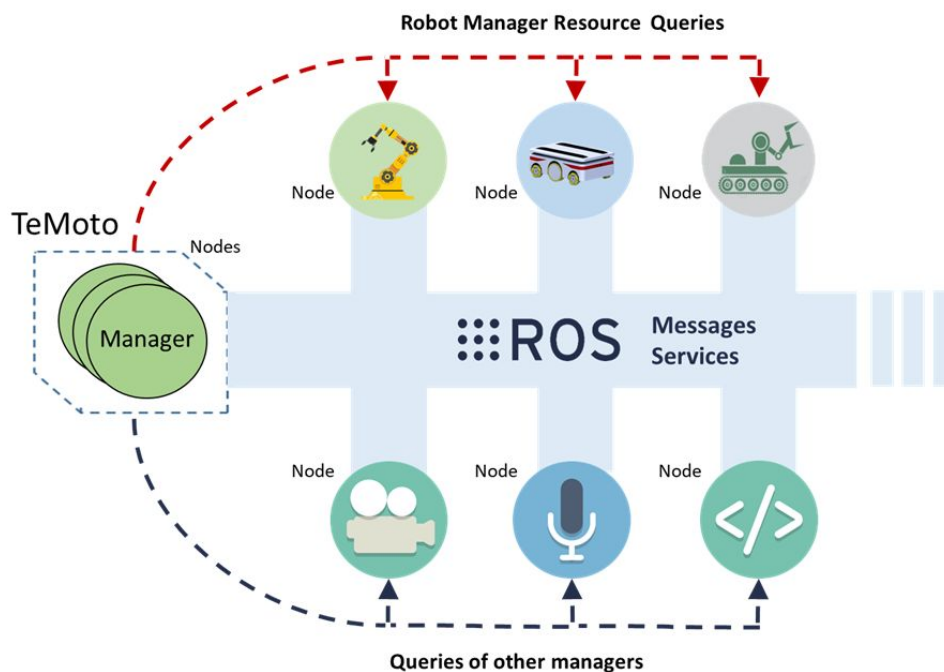 Robot Manager Resource Queries
Node
Node
Node
TeMoto
Nodes
Manager
ROS
Messages
Services
Node
Node
Node
</>
Queries of other managers